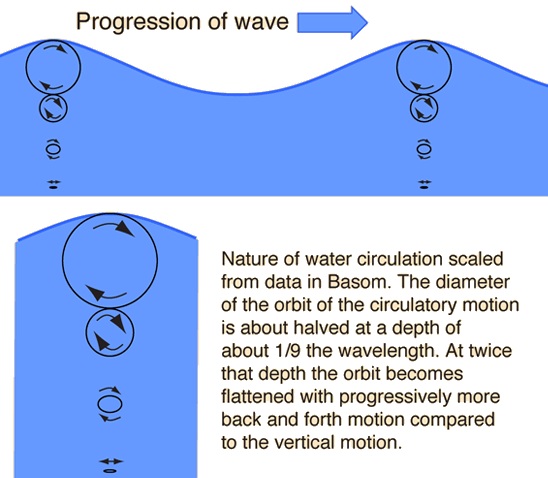 Progression of wave
Nature of water circulation scaled
from data in Basom. The diameter
of the orbit of the circulatory motion
is about halved at a depth of
about 1/9 the wavelength. At twice
that depth the orbit becomes
flattened with progressively more
back and forth motion compared
to the vertical motion.